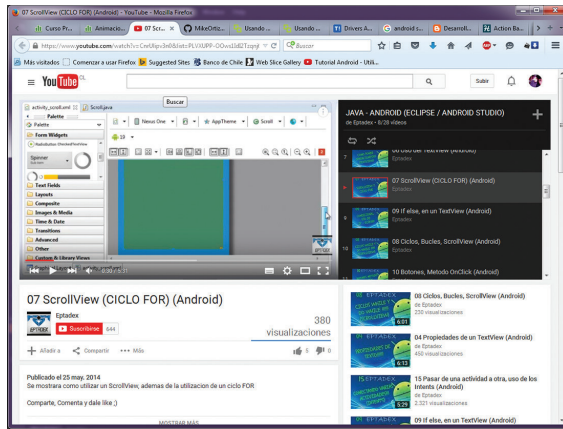 07 ScrollView (CICLO FOR) (Android) - YouTube - Mozilla Firefox
Curso Pr... Animacio... 07 Scr... MikeOrtiz... Usando ... Usando ... Drivers A... android s... Desarroll... Action Ba...
Buscar
Más visitados Comenzar a usar Firefox Suggested Sites Banco de Chile Web Slice Gallery Tutorial Android - Utili...
YouTube CL
Subir
activity_scroll.xml Scroll.java
Buscar
Palette
Palette
Nexus One AppTheme Scroll
Form Widgets
19
Spinner
Text Fields
Layouts
Composite
Images & Media
Time & Date
Transitions
Advanced
Other
Custom & Library Views
JAVA - ANDROID (ECLIPSE / ANDROID STUDIO)
de Eptadex - 8/28 vídeos
Eptadex
07 ScrollView (CICLO FOR) (Android)
Eptadex
9
09 If else, en un TextView (Android)
Eptadex
10
08 Ciclos, Bucles, ScrollView (Android)
Eptadex
10 Botones, Metodo OnClick (Android)
07 ScrollView (CICLO FOR) (Android)
Eptadex
Suscribirse 644
380
visualizaciones
Añadir a Compartir Más
Publicado el 25 may. 2014
Se mostrara como utilizar un ScrollView, ademas de la utilizacion de un ciclo FOR
Comparte, Comenta y dale like ;)
MOSTRAR MÁS
08 Ciclos, Bucles, ScrollView (Android)
de Eptadex
230 visualizaciones
6:01
04 Propiedades de un TextView (Android)
de Eptadex
450 visualizaciones
6:13
15 Pasar de una actividad a otra, uso de los
Intents (Android)
de Eptadex
2.321 visualizaciones
5:29
09 If else, en un TextView (Android)